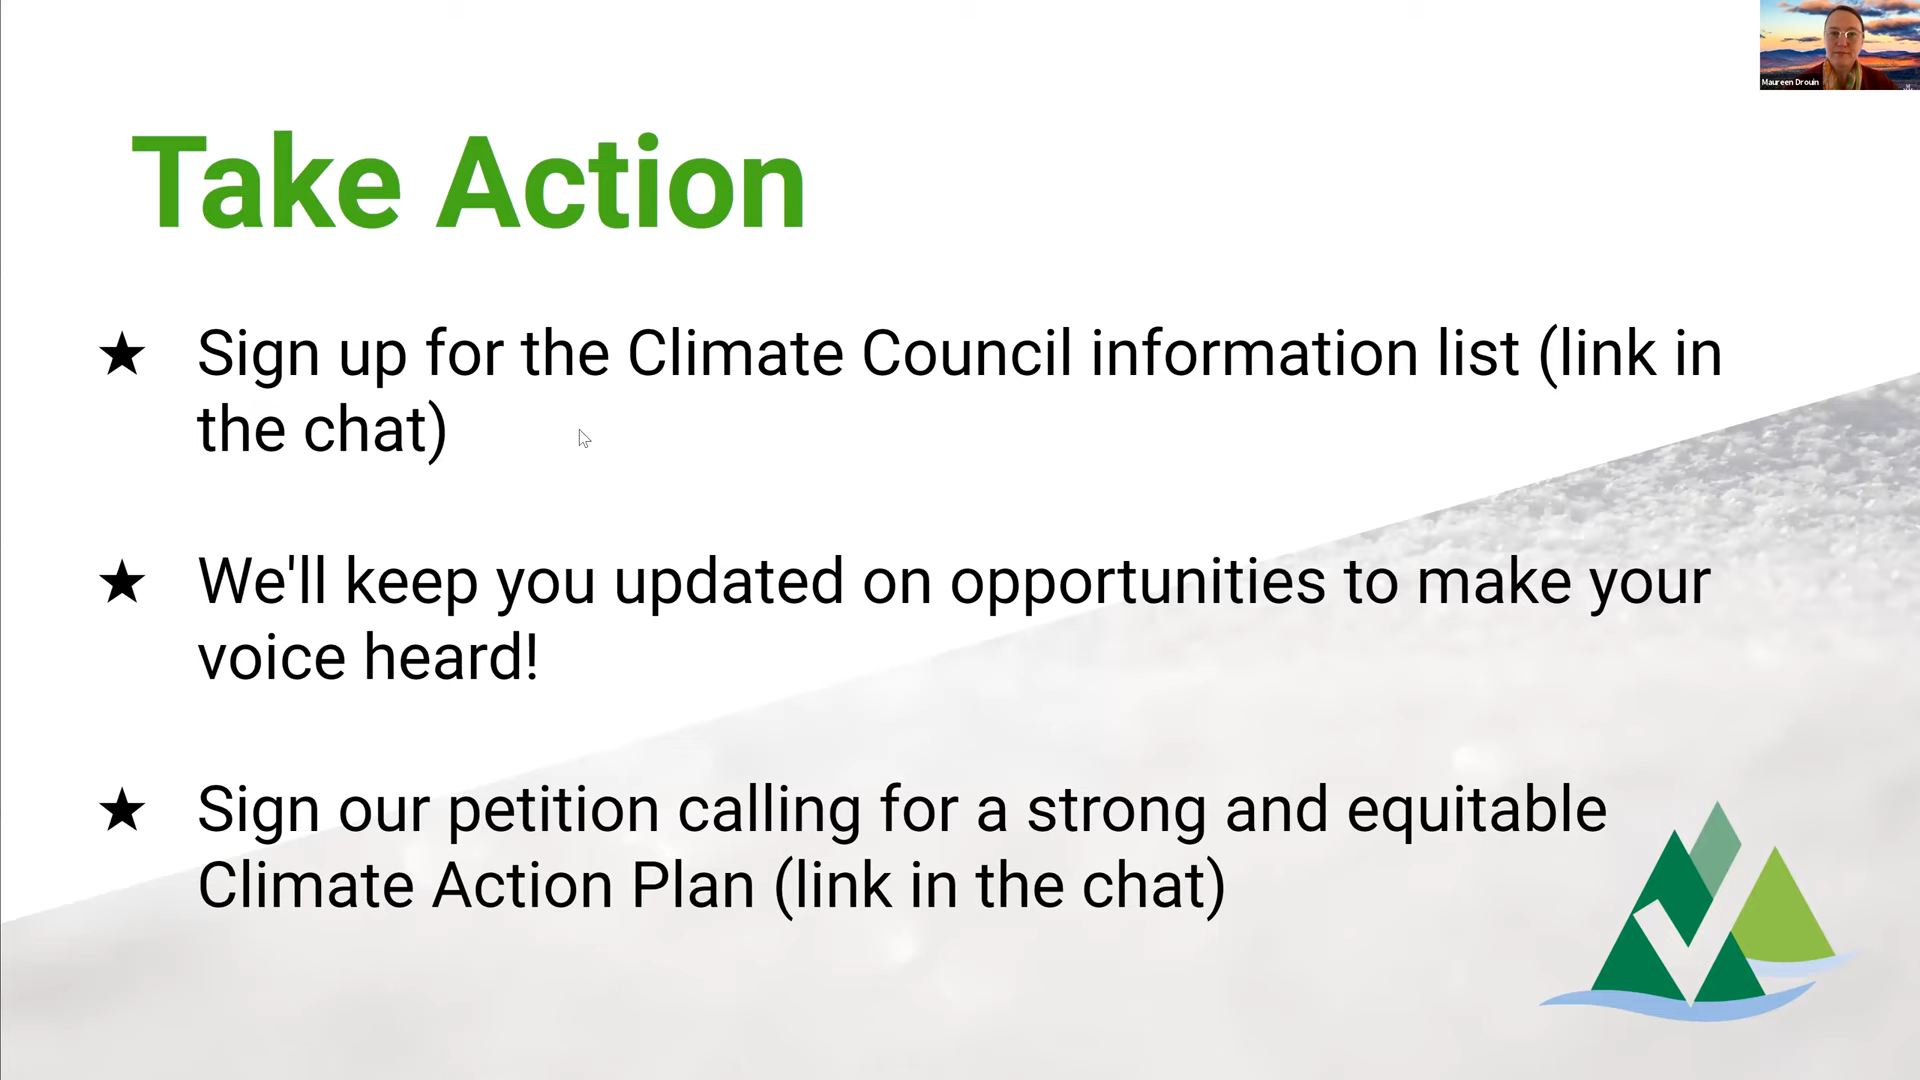 Maureen Drouin
Take Action
★ Sign up for the Climate Council information list (link in
the chat)
★ We'll keep you updated on opportunities to make your
voice heard!
★ Sign our petition calling for a strong and equitable
Climate Action Plan (link in the chat)